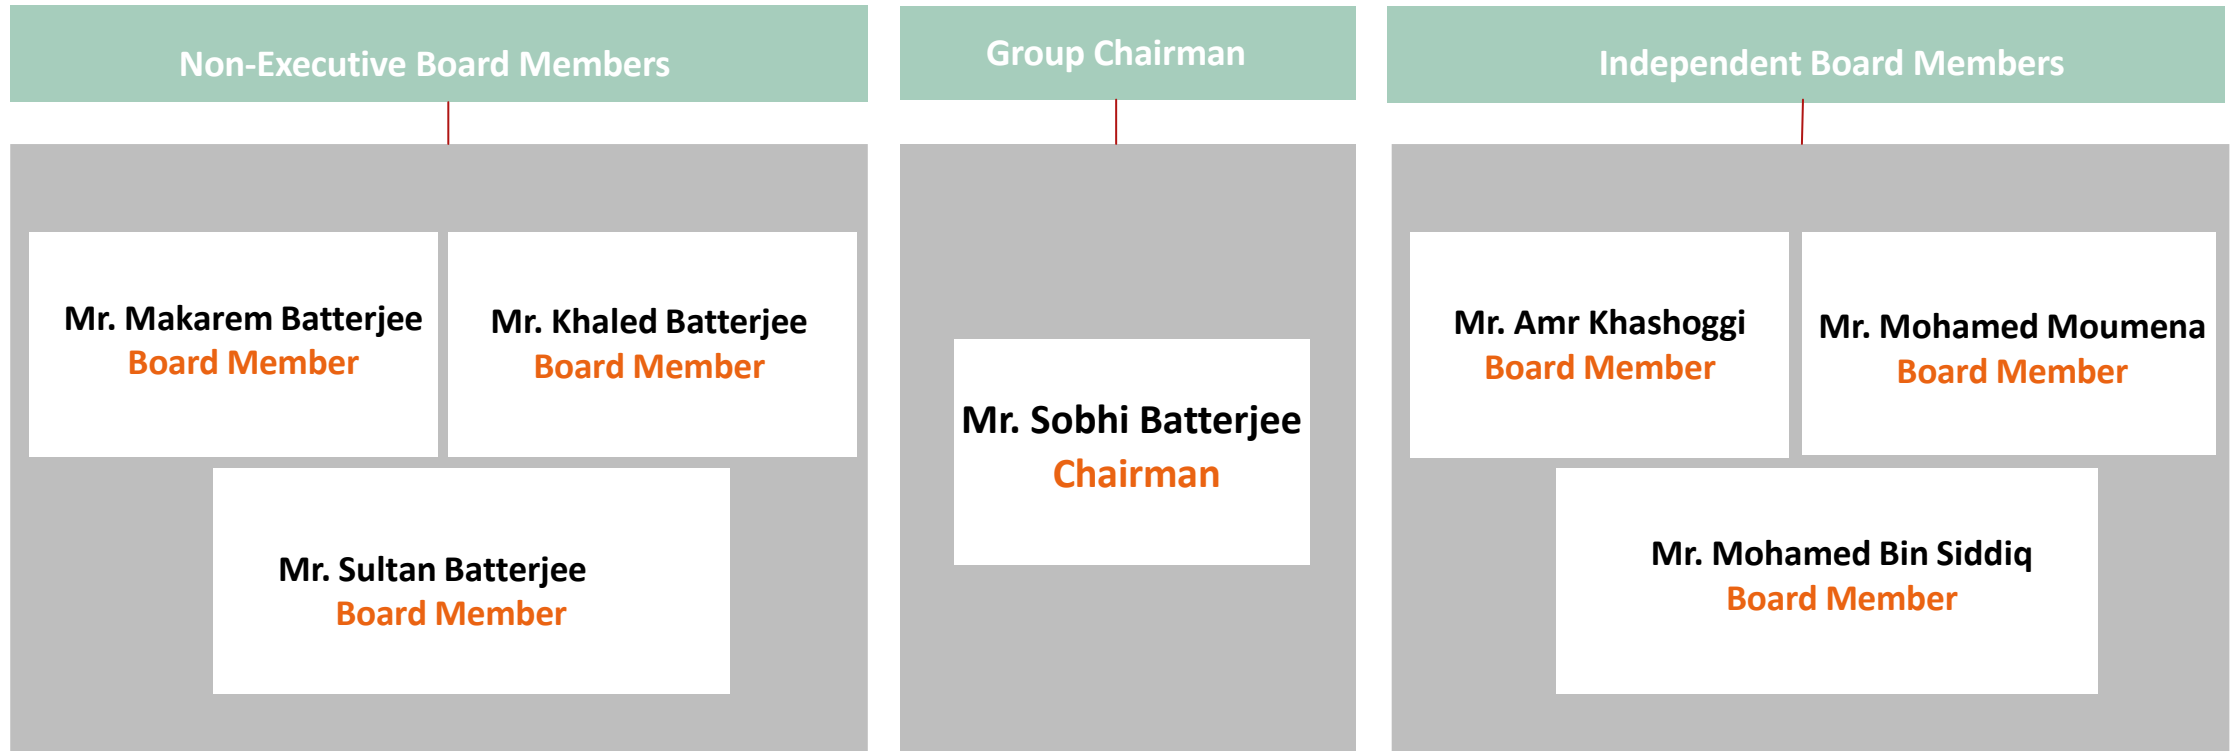 Non-Executive Board Members
Mr. Makarem Batterjee
Board Member
Mr. Khaled Batterjee
Board Member
Mr. Sultan Batterjee
Board Member
Group Chairman
Mr. Sobhi Batterjee
Chairman
Independent Board Members
Mr. Amr Khashoggi
Board Member
Mr. Mohamed Moumena
Board Member
Mr. Mohamed Bin Siddiq
Board Member